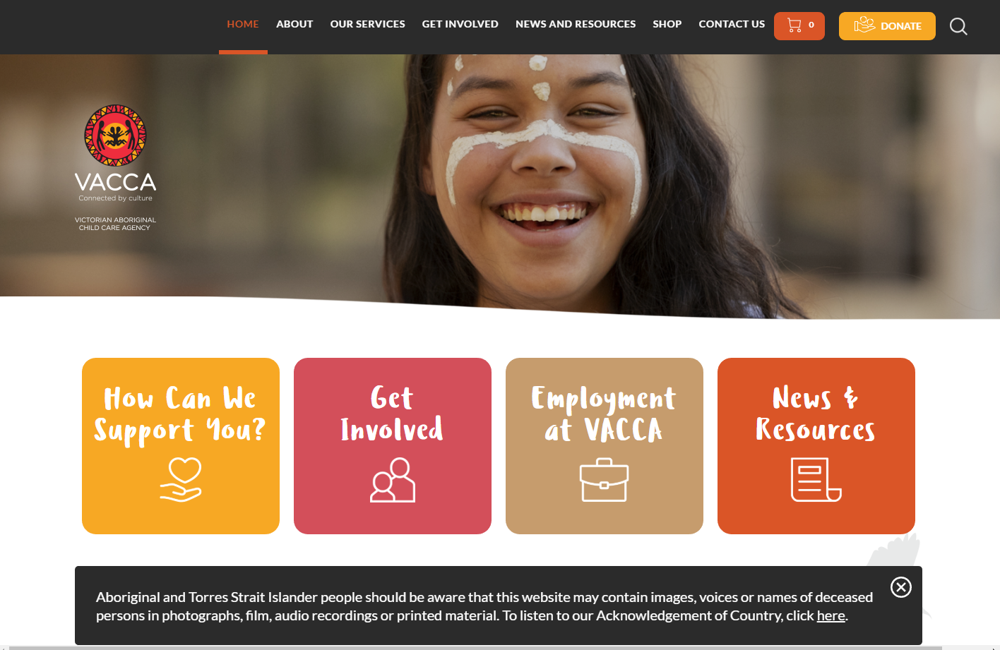 HOME ABOUT OUR SERVICES GET INVOLVED NEWS AND RESOURCES SHOP CONTACT US 0 DONATE
VACCA
Connected by culture
VICTORIAN ABORIGINAL
CHILD CARE AGENCY
How Can We
Support You?
Get
Involved
Employment
at VACCA
News &
Resources
Aboriginal and Torres Strait Islander people should be aware that this website may contain images, voices or names of deceased
persons in photographs, film, audio recordings or printed material. To listen to our Acknowledgement of Country, click here.